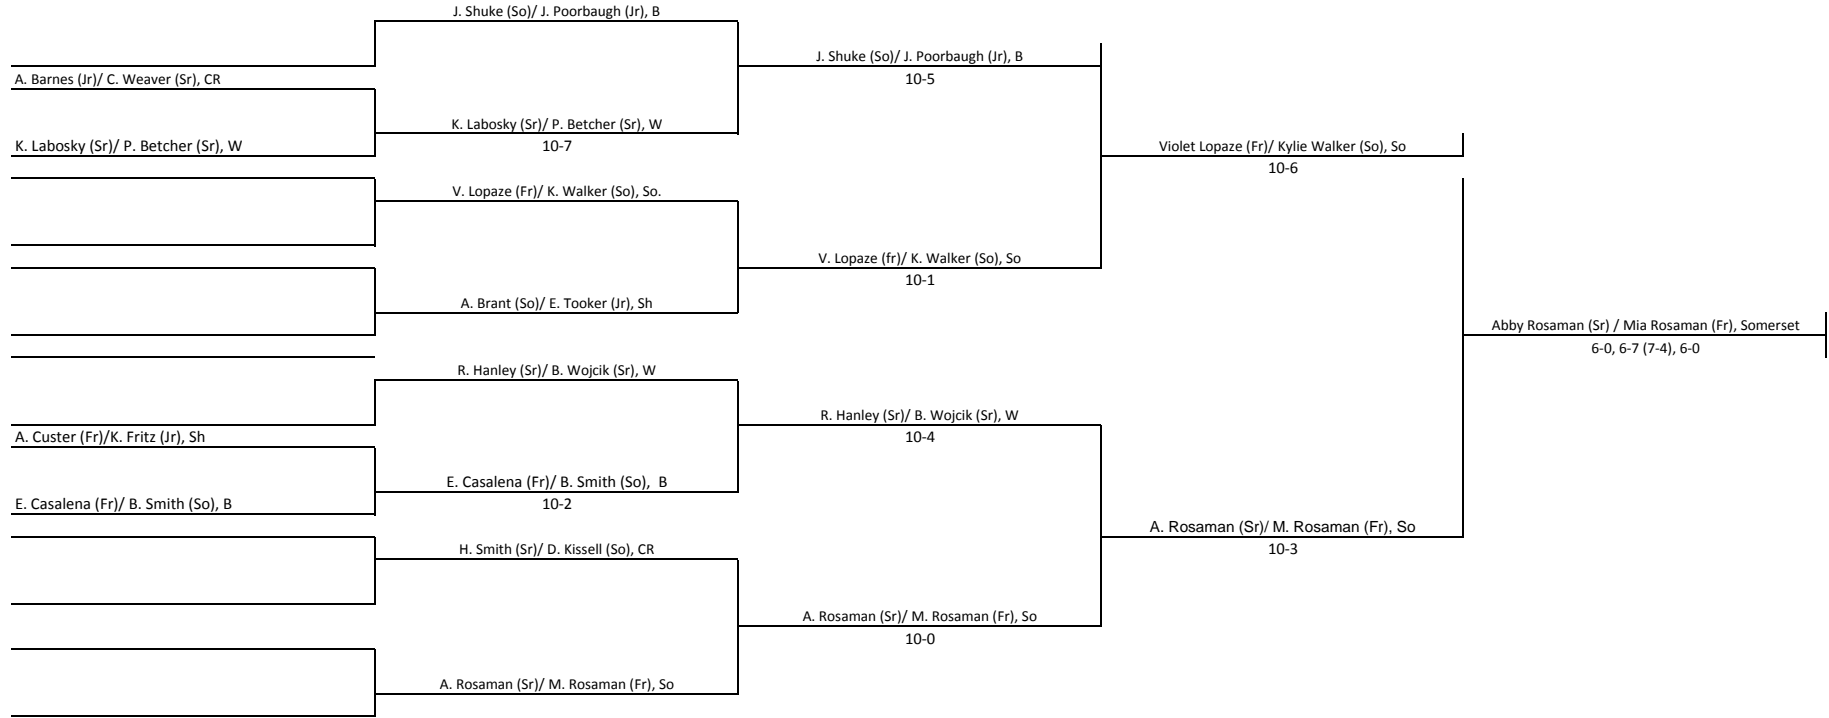 J. Shuke (So)/ J. Poorbaugh (Jr), B
J. Shuke (So)/ J. Poorbaugh (Jr), B
A. Barnes (Jr)/ C. Weaver (Sr), CR
10-5
K. Labosky (Sr)/ P. Betcher (Sr), W
K. Labosky (Sr)/ P. Betcher (Sr), W
10-7
Violet Lopaze (Fr)/ Kylie Walker (So), So
10-6
V. Lopaze (Fr)/ K. Walker (So), So.
V. Lopaze (fr)/ K. Walker (So), So
10-1
A. Brant (So)/ E. Tooker (Jr), Sh
Abby Rosaman (Sr) / Mia Rosaman (Fr), Somerset
6-0, 6-7 (7-4), 6-0
R. Hanley (Sr)/ B. Wojcik (Sr), W
R. Hanley (Sr)/ B. Wojcik (Sr), W
A. Custer (Fr)/K. Fritz (Jr), Sh
10-4
E. Casalena (Fr)/ B. Smith (So),  B
E. Casalena (Fr)/ B. Smith (So), B
10-2
A. Rosaman (Sr)/ M. Rosaman (Fr), So
10-3
H. Smith (Sr)/ D. Kissell (So), CR
A. Rosaman (Sr)/ M. Rosaman (Fr), So
10-0
A. Rosaman (Sr)/ M. Rosaman (Fr), So